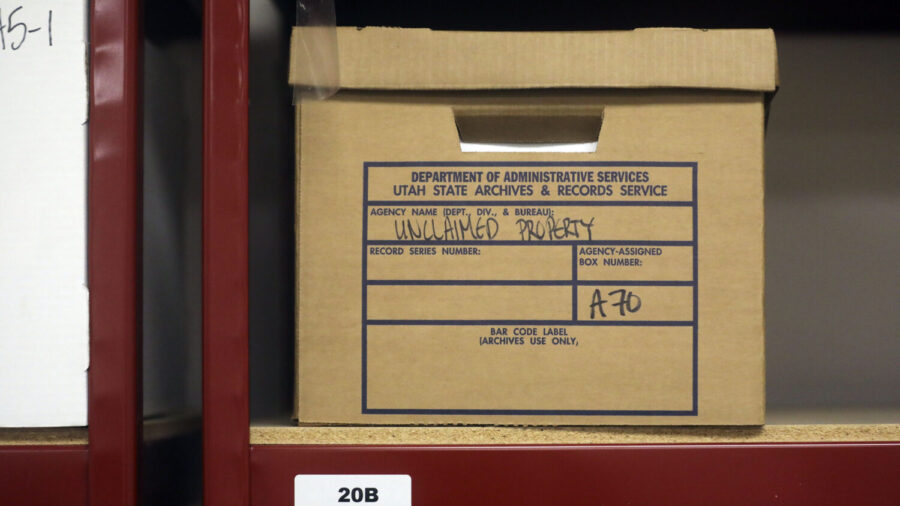 DEPARTMENT OF ADMINISTRATIVE SERVICES
UTAH STATE ARCHIVES & RECORDS SERVICE
AGENCY NAME (DEPT., DIV., & BUREAU):
UNCLAIMED PROPERTY
RECORD SERIES NUMBER:
AGENCY-ASSIGNED
BOX NUMBER:
A70
BAR CODE LABEL
(ARCHIVES USE ONLY)
20B